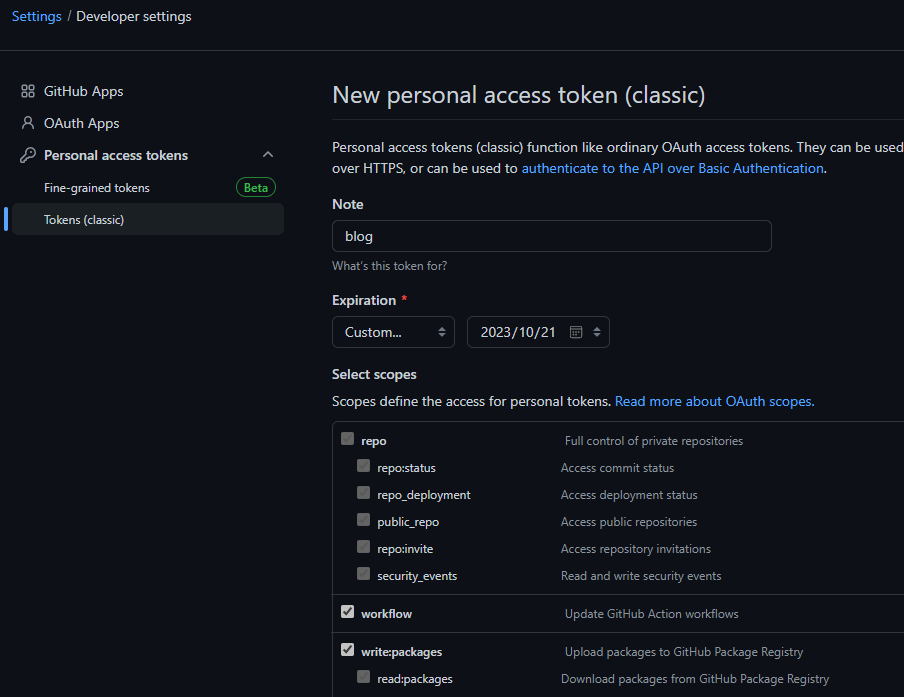 Settings / Developer settings
GitHub Apps
OAuth Apps
Personal access tokens
Fine-grained tokens Beta
Tokens (classic)
New personal access token (classic)
Personal access tokens (classic) function like ordinary OAuth access tokens. They can be used
over HTTPS, or can be used to authenticate to the API over Basic Authentication.
Note
blog
What's this token for?
Expiration *
Custom... 2023/10/21
Select scopes
Scopes define the access for personal tokens. Read more about OAuth scopes.
repo Full control of private repositories
repo:status Access commit status
repo_deployment Access deployment status
public_repo Access public repositories
repo:invite Access repository invitations
security_events Read and write security events
workflow Update GitHub Action workflows
write:packages Upload packages to GitHub Package Registry
read:packages Download packages from GitHub Package Registry